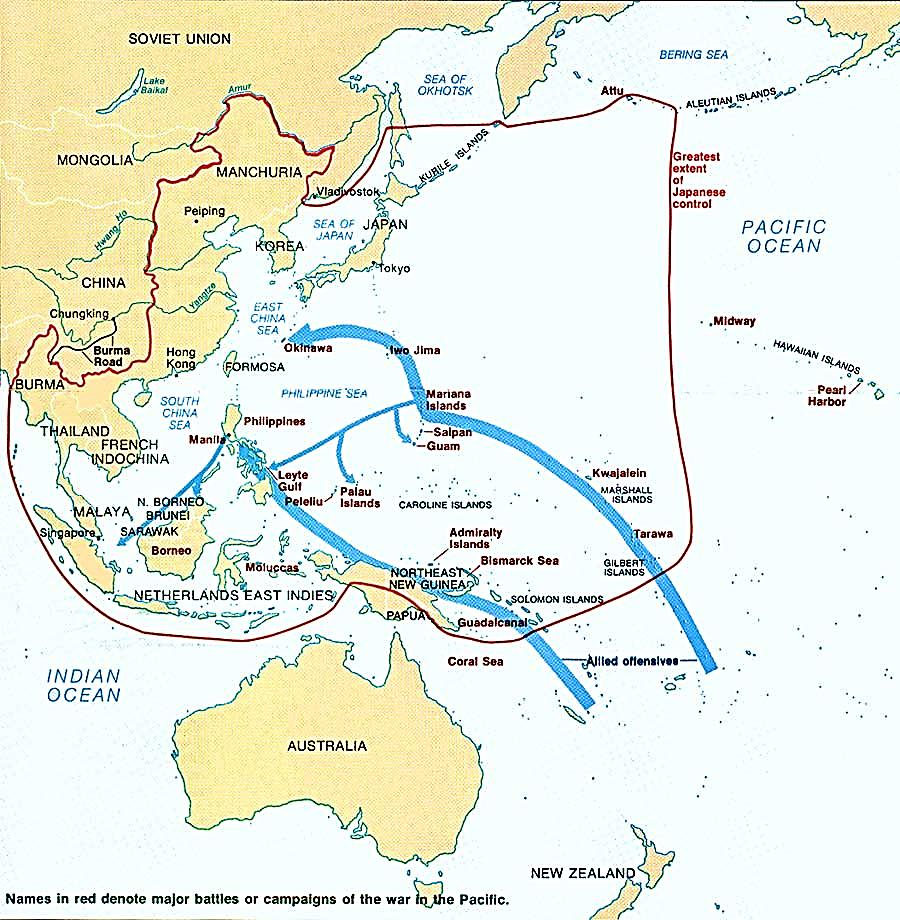 SOVIET UNION
Lake
Baikal
Amur
SEA OF
OKHOTSK
BERING SEA
Attu
ALEUTIAN ISLANDS
MONGOLIA
MANCHURIA
KURILE ISLANDS
Greatest
extent
of
Japanese
control
Vladivostok
Peiping
SEA OF
JAPAN
JAPAN
PACIFIC
OCEAN
Hwang Ho
KOREA
Tokyo
CHINA
Yangtze
Chungking
EAST
CHINA
SEA
Midway
Burma
Road
Hong
Kong
Okinawa
Iwo Jima
HAWAIIAN ISLANDS
FORMOSA
BURMA
Pearl
Harbor
SOUTH
CHINA
SEA
PHILIPPINE SEA
Mariana
Islands
Philippines
THAILAND
Manila
Saipan
Guam
FRENCH
INDOCHINA
Leyte
Gulf
Kwajalein
Peleliu
Palau
Islands
MARSHALL
ISLANDS
N. BORNEO
BRUNEI
CAROLINE ISLANDS
MALAYA
Singapore
SARAWAK
Tarawa
Borneo
Admiralty
Islands
Bismarck Sea
Moluccas
NORTHEAST
NEW GUINEA
GILBERT
ISLANDS
NETHERLANDS EAST INDIES
SOLOMON ISLANDS
PAPUA
Guadalcanal
Coral Sea
Allied offensives
INDIAN
OCEAN
AUSTRALIA
NEW ZEALAND
Names in red denote major battles or campaigns of the war in the Pacific.